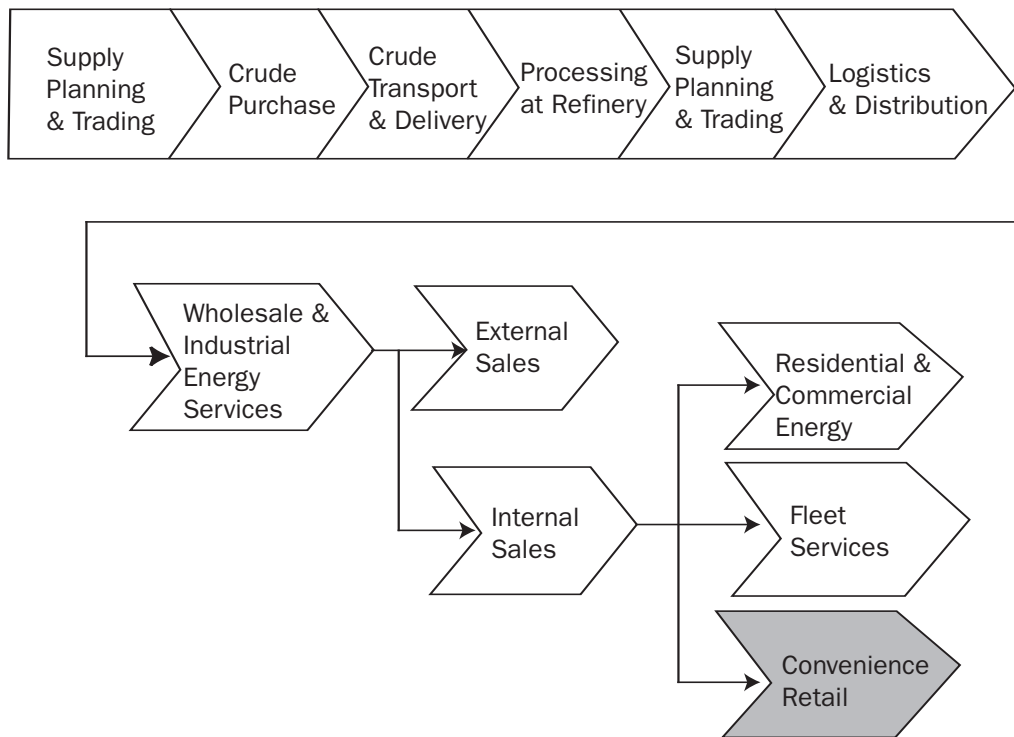 Supply
Planning
& Trading
Crude
Purchase
Crude
Transport
& Delivery
Processing
at Refinery
Supply
Planning
& Trading
Logistics
& Distribution
Wholesale &
Industrial
Energy
Services
External
Sales
Internal
Sales
Residential &
Commercial
Energy
Fleet
Services
Convenience
Retail